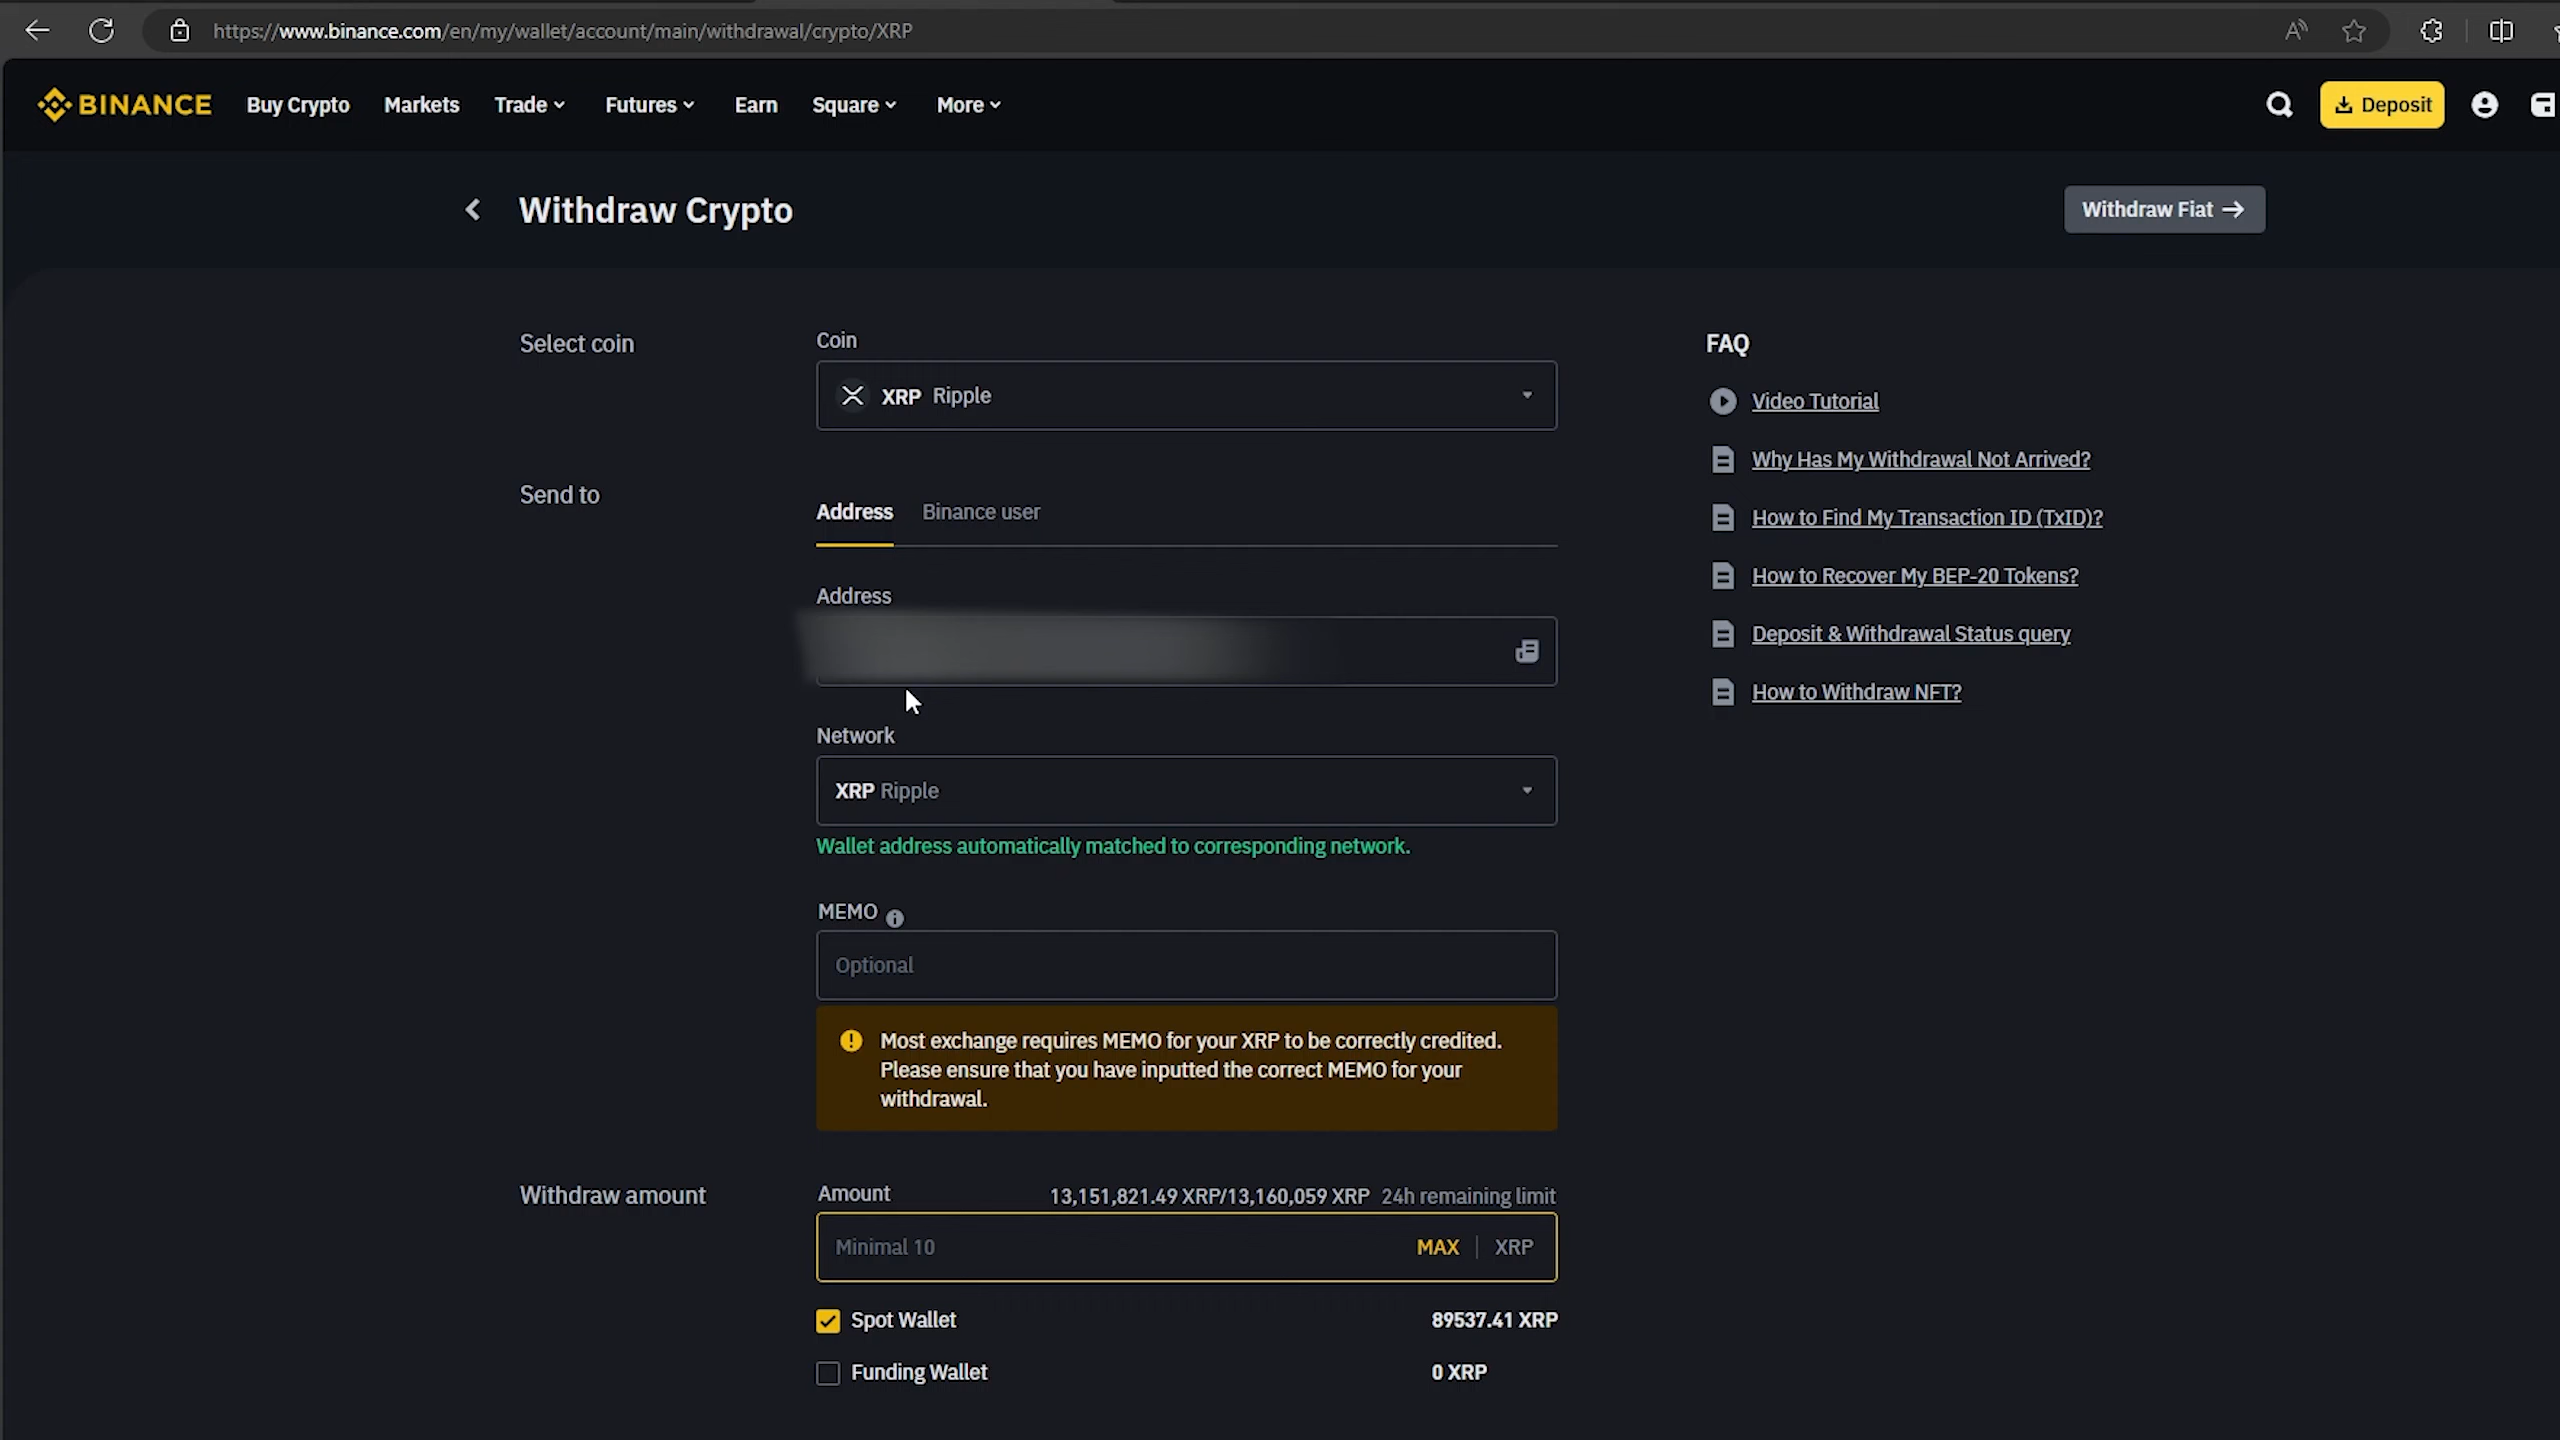 https://www.binance.com/en/my/wallet/account/main/withdrawal/crypto/XRP
BINANCE Buy Crypto Markets Trade Futures Earn Square More Deposit
Withdraw Crypto
Withdraw Fiat →
Select coin
Coin
XRP Ripple
Send to
Address Binance user
Address
Network
XRP Ripple
Wallet address automatically matched to corresponding network.
MEMO
Optional
Most exchange requires MEMO for your XRP to be correctly credited.
Please ensure that you have inputted the correct MEMO for your
withdrawal.
Withdraw amount
Amount 13,151,821.49 XRP/13,160,059 XRP 24h remaining limit
Minimal 10 MAX | XRP
Spot Wallet 89537.41 XRP
Funding Wallet 0 XRP
FAQ
Video Tutorial
Why Has My Withdrawal Not Arrived?
How to Find My Transaction ID (TxID)?
How to Recover My BEP-20 Tokens?
Deposit & Withdrawal Status query
How to Withdraw NFT?